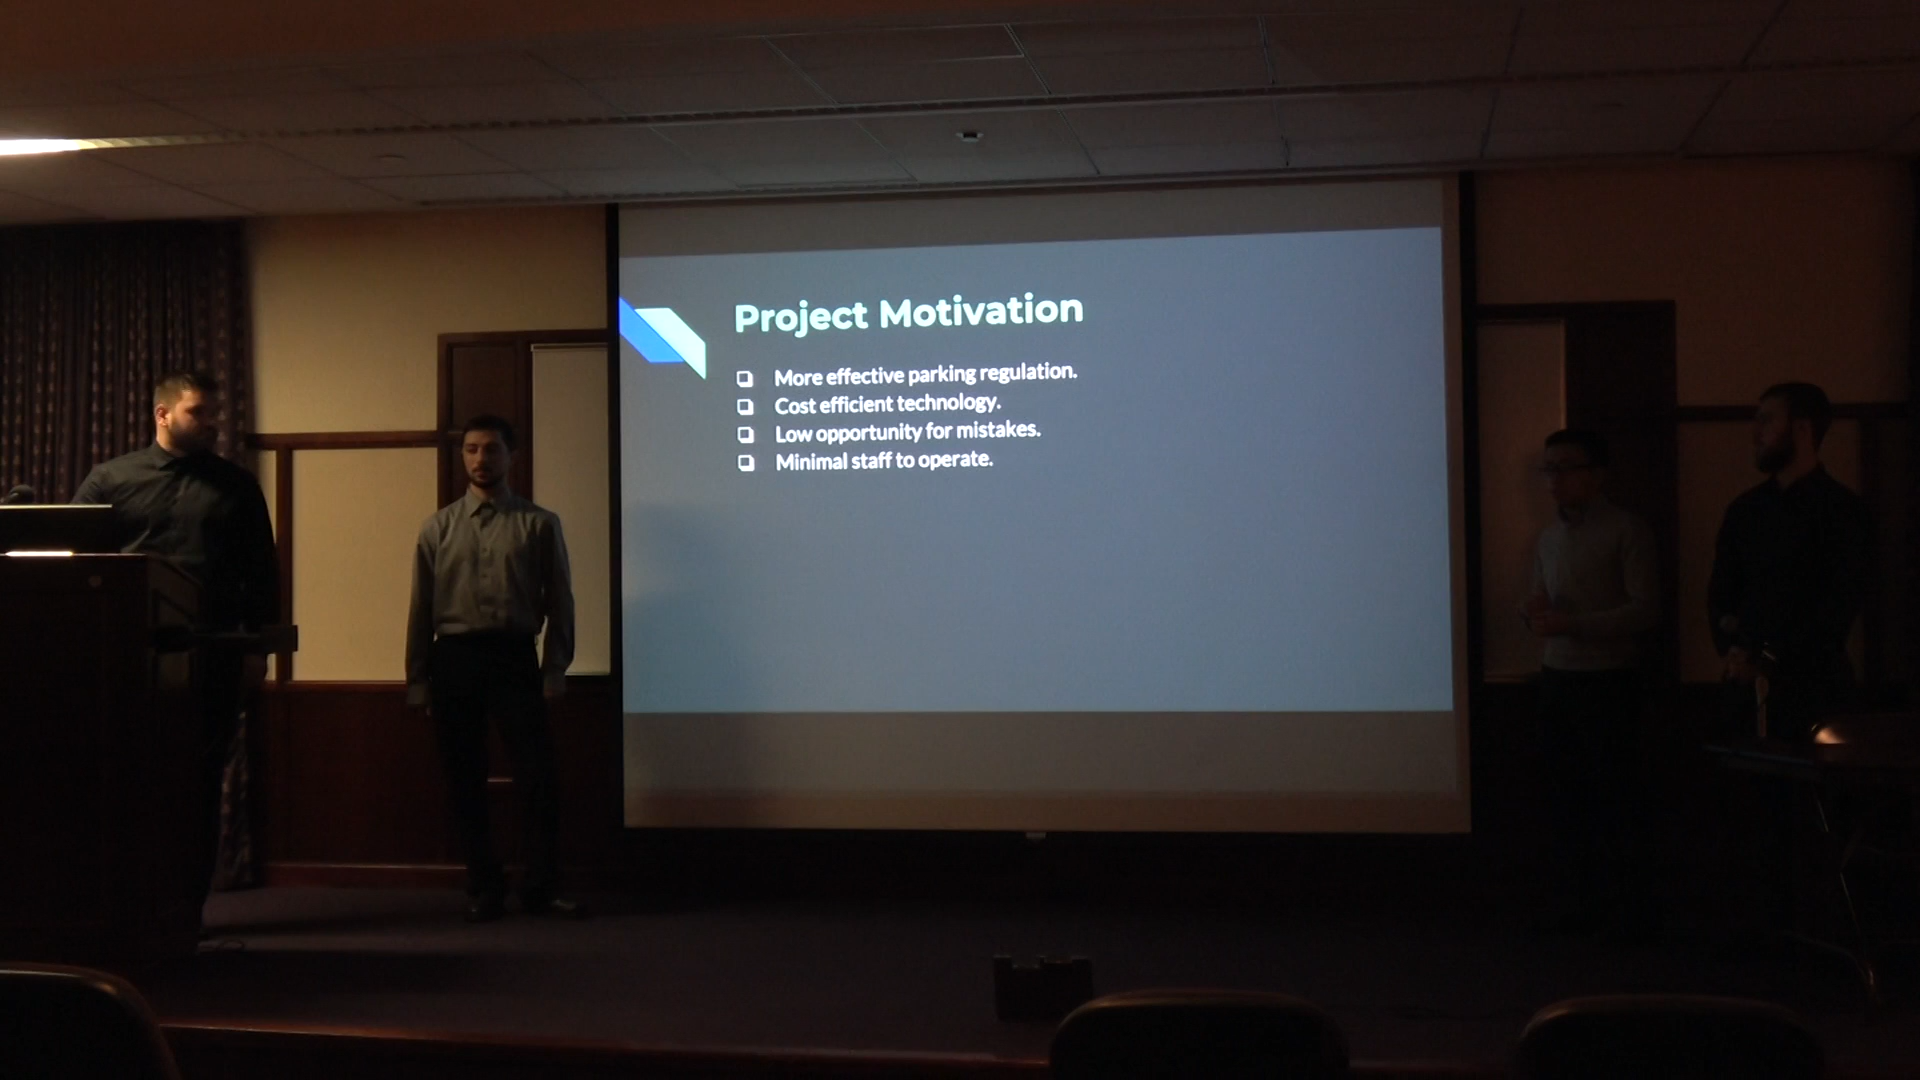 Project Motivation
❏ More effective parking regulation.
❏ Cost efficient technology.
❏ Low opportunity for mistakes.
❏ Minimal staff to operate.